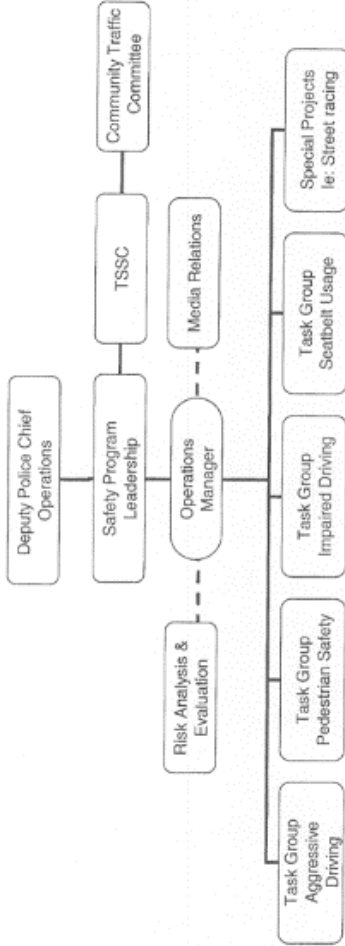 Deputy Police Chief
Operations
Safety Program
Leadership
TSSC
Community Traffic
Committee
Risk Analysis &
Evaluation
Operations
Manager
Media Relations
Task Group
Aggressive
Driving
Task Group
Pedestrian Safety
Task Group
Impaired Driving
Task Group
Seatbelt Usage
Special Projects
Ie: Street racing